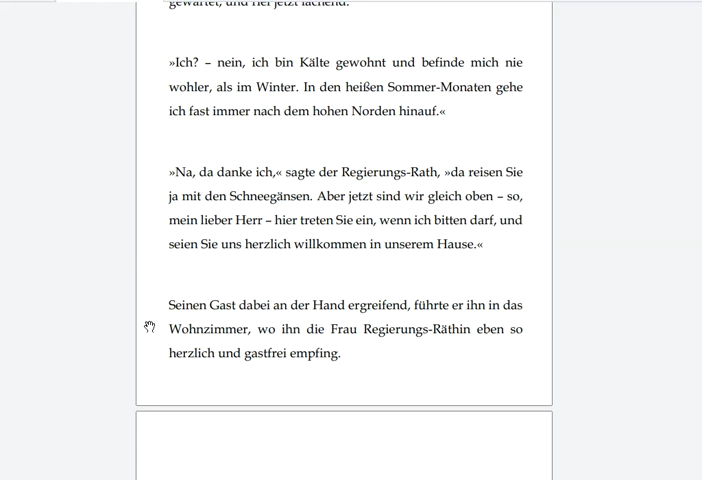 gewartet, und rief jetzt lachend:
»Ich? – nein, ich bin Kälte gewohnt und befinde mich nie
wohler, als im Winter. In den heißen Sommer-Monaten gehe
ich fast immer nach dem hohen Norden hinauf.«
»Na, da danke ich,« sagte der Regierungs-Rath, »da reisen Sie
ja mit den Schneegänsen. Aber jetzt sind wir gleich oben – so,
mein lieber Herr – hier treten Sie ein, wenn ich bitten darf, und
seien Sie uns herzlich willkommen in unserem Hause.«
Seinen Gast dabei an der Hand ergreifend, führte er ihn in das
Wohnzimmer, wo ihn die Frau Regierungs-Räthin eben so
herzlich und gastfrei empfing.